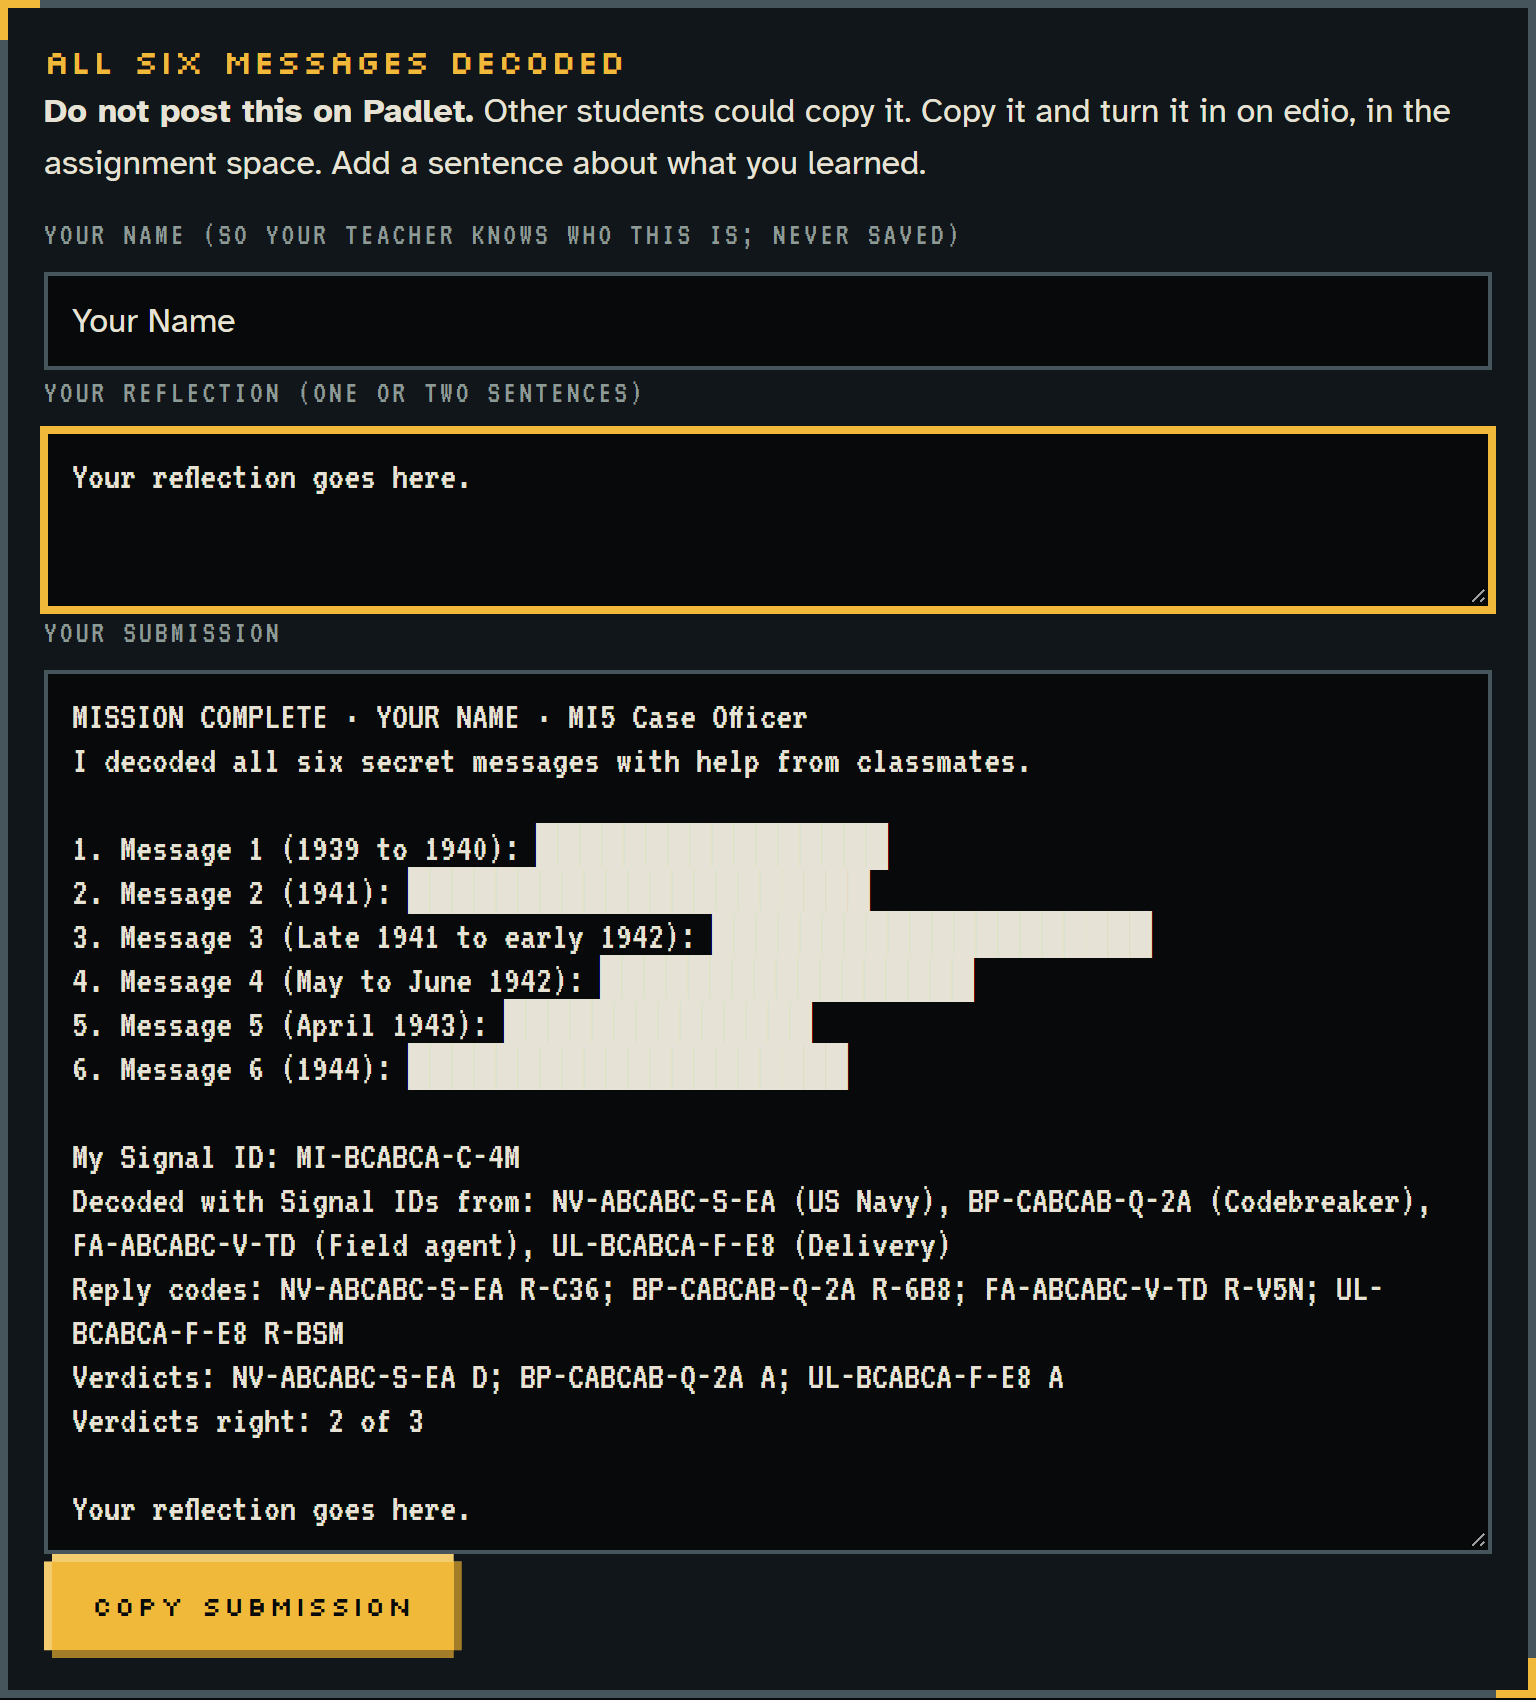 ALL SIX MESSAGES DECODED
Do not post this on Padlet. Other students could copy it. Copy it and turn it in on edio, in the
assignment space. Add a sentence about what you learned.
YOUR NAME (SO YOUR TEACHER KNOWS WHO THIS IS; NEVER SAVED)
Your Name
YOUR REFLECTION (ONE OR TWO SENTENCES)
Your reflection goes here.
YOUR SUBMISSION
MISSION COMPLETE · YOUR NAME · MI5 Case Officer
I decoded all six secret messages with help from classmates.
1. Message 1 (1939 to 1940):
2. Message 2 (1941):
3. Message 3 (Late 1941 to early 1942):
4. Message 4 (May to June 1942):
5. Message 5 (April 1943):
6. Message 6 (1944):
My Signal ID: MI-BCABCA-C-4M
Decoded with Signal IDs from: NV-ABCABC-S-EA (US Navy), BP-CABCAB-Q-2A (Codebreaker),
FA-ABCABC-V-TD (Field agent), UL-BCABCA-F-E8 (Delivery)
Reply codes: NV-ABCABC-S-EA R-C36; BP-CABCAB-Q-2A R-6B8; FA-ABCABC-V-TD R-V5N; UL-
BCABCA-F-E8 R-BSM
Verdicts: NV-ABCABC-S-EA D; BP-CABCAB-Q-2A A; UL-BCABCA-F-E8 A
Verdicts right: 2 of 3
Your reflection goes here.
COPY SUBMISSION